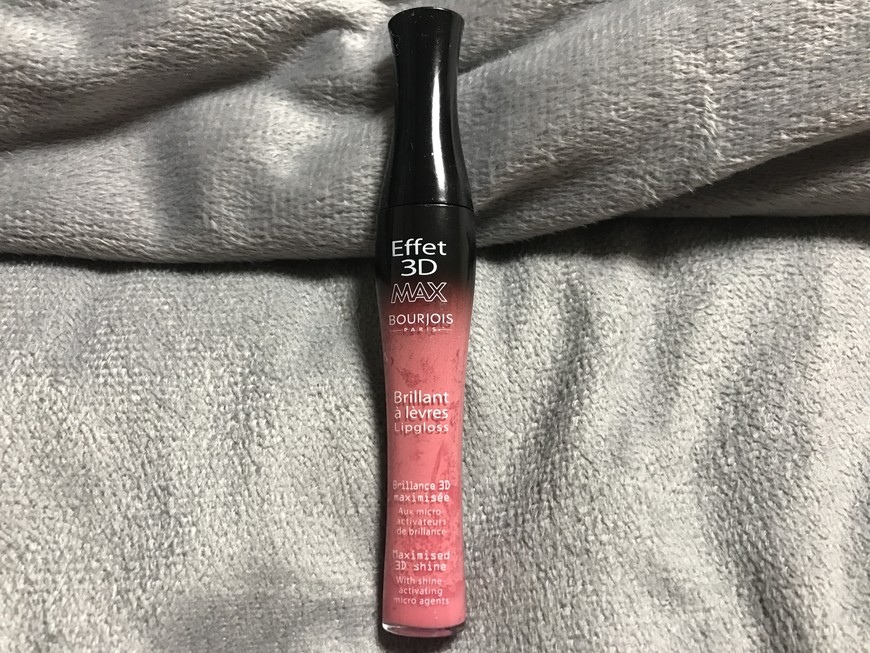 Effet
3D
MAX
BOURJOIS
PARIS
Brillant
à lèvres
Lipgloss
Brillance 3D
maximisée
Aux micro-
activateurs
de brillance
Maximised
3D shine
With shine
activating
micro agents